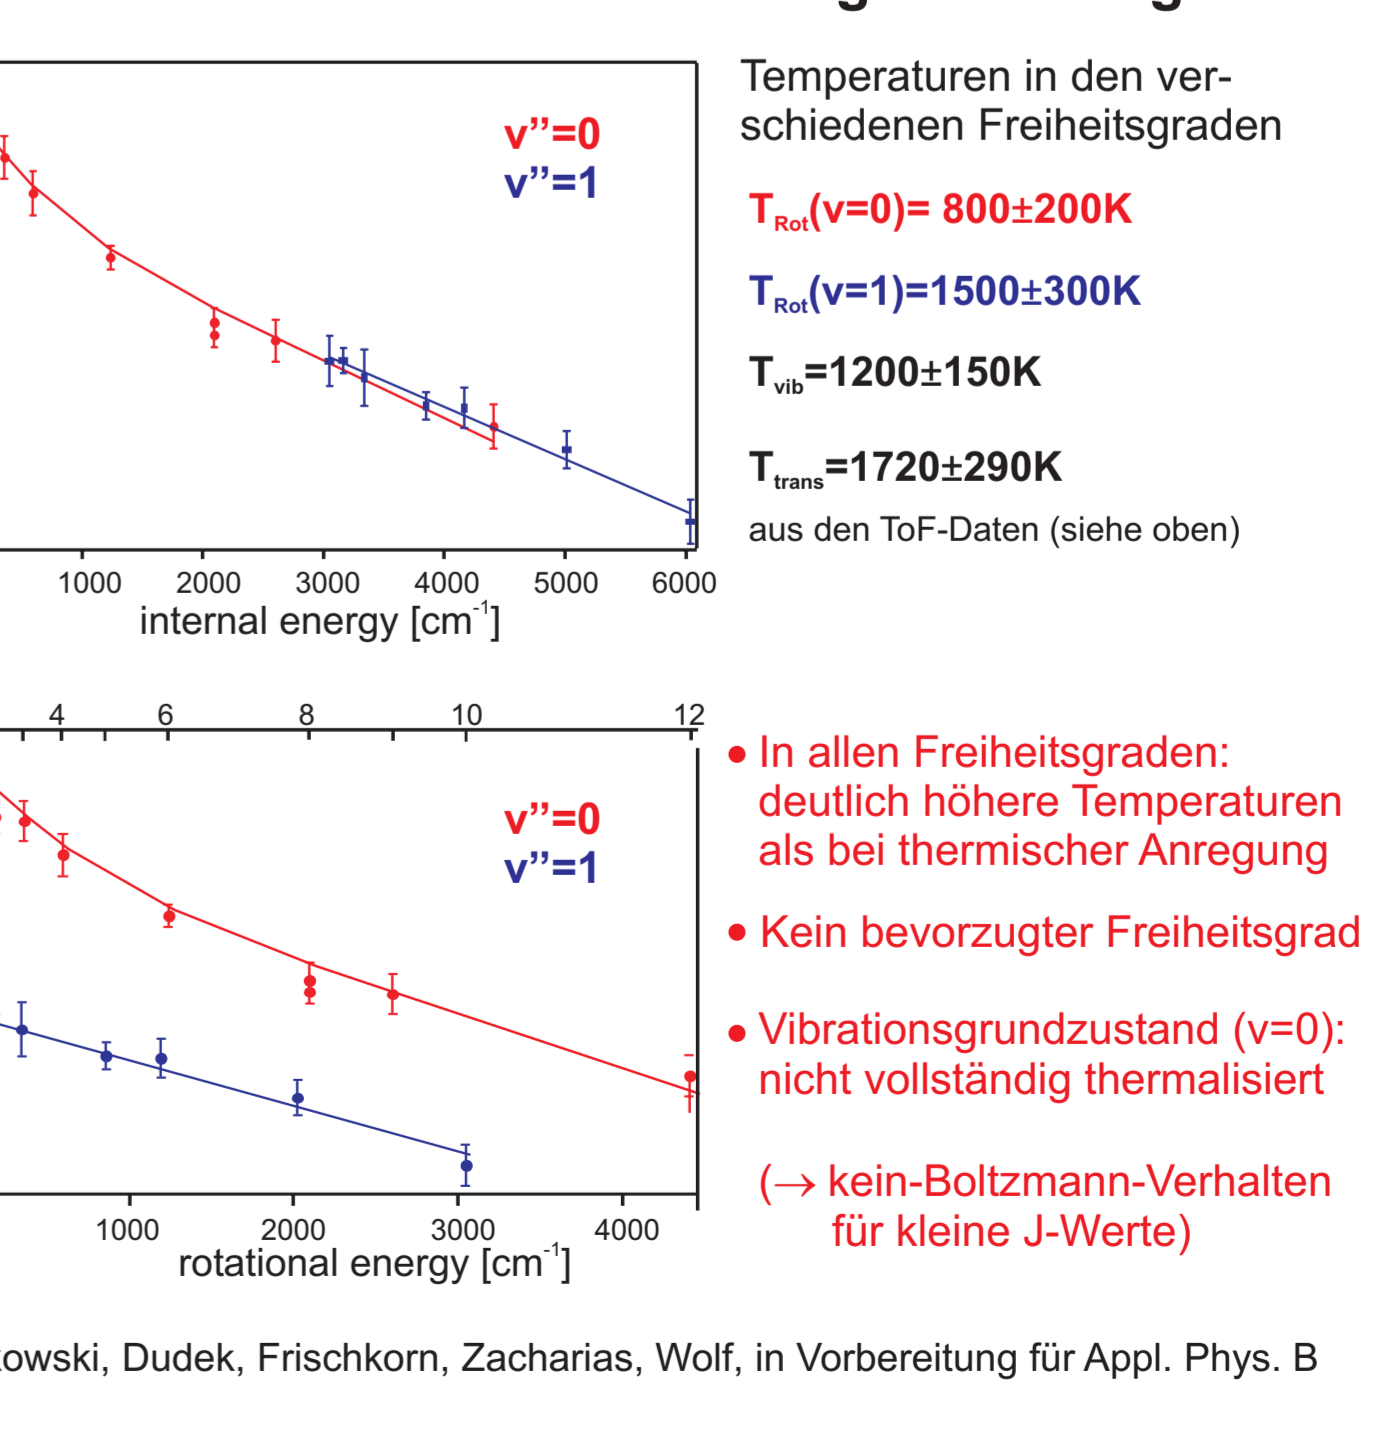 Temperaturen in den ver-
schiedenen Freiheitsgraden
v’’=0
v’’=1
T_Rot(v=0)= 800±200K
T_Rot(v=1)=1500±300K
T_vib=1200±150K
T_trans=1720±290K
aus den ToF-Daten (siehe oben)
1000 2000 3000 4000 5000 6000
internal energy [cm⁻¹]
4 6 8 10 12
v’’=0
v’’=1
• In allen Freiheitsgraden:
deutlich höhere Temperaturen
als bei thermischer Anregung
• Kein bevorzugter Freiheitsgrad
• Vibrationsgrundzustand (v=0):
nicht vollständig thermalisiert
(→ kein-Boltzmann-Verhalten
für kleine J-Werte)
1000 2000 3000 4000
rotational energy [cm⁻¹]
owski, Dudek, Frischkorn, Zacharias, Wolf, in Vorbereitung für Appl. Phys. B